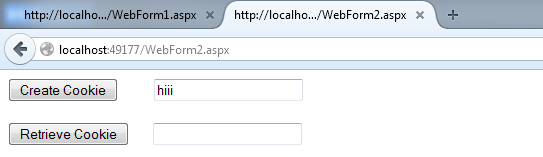 http://localho.../WebForm1.aspx × http://localho.../WebForm2.aspx × +
localhost:49177/WebForm2.aspx
Create Cookie hiii
Retrieve Cookie